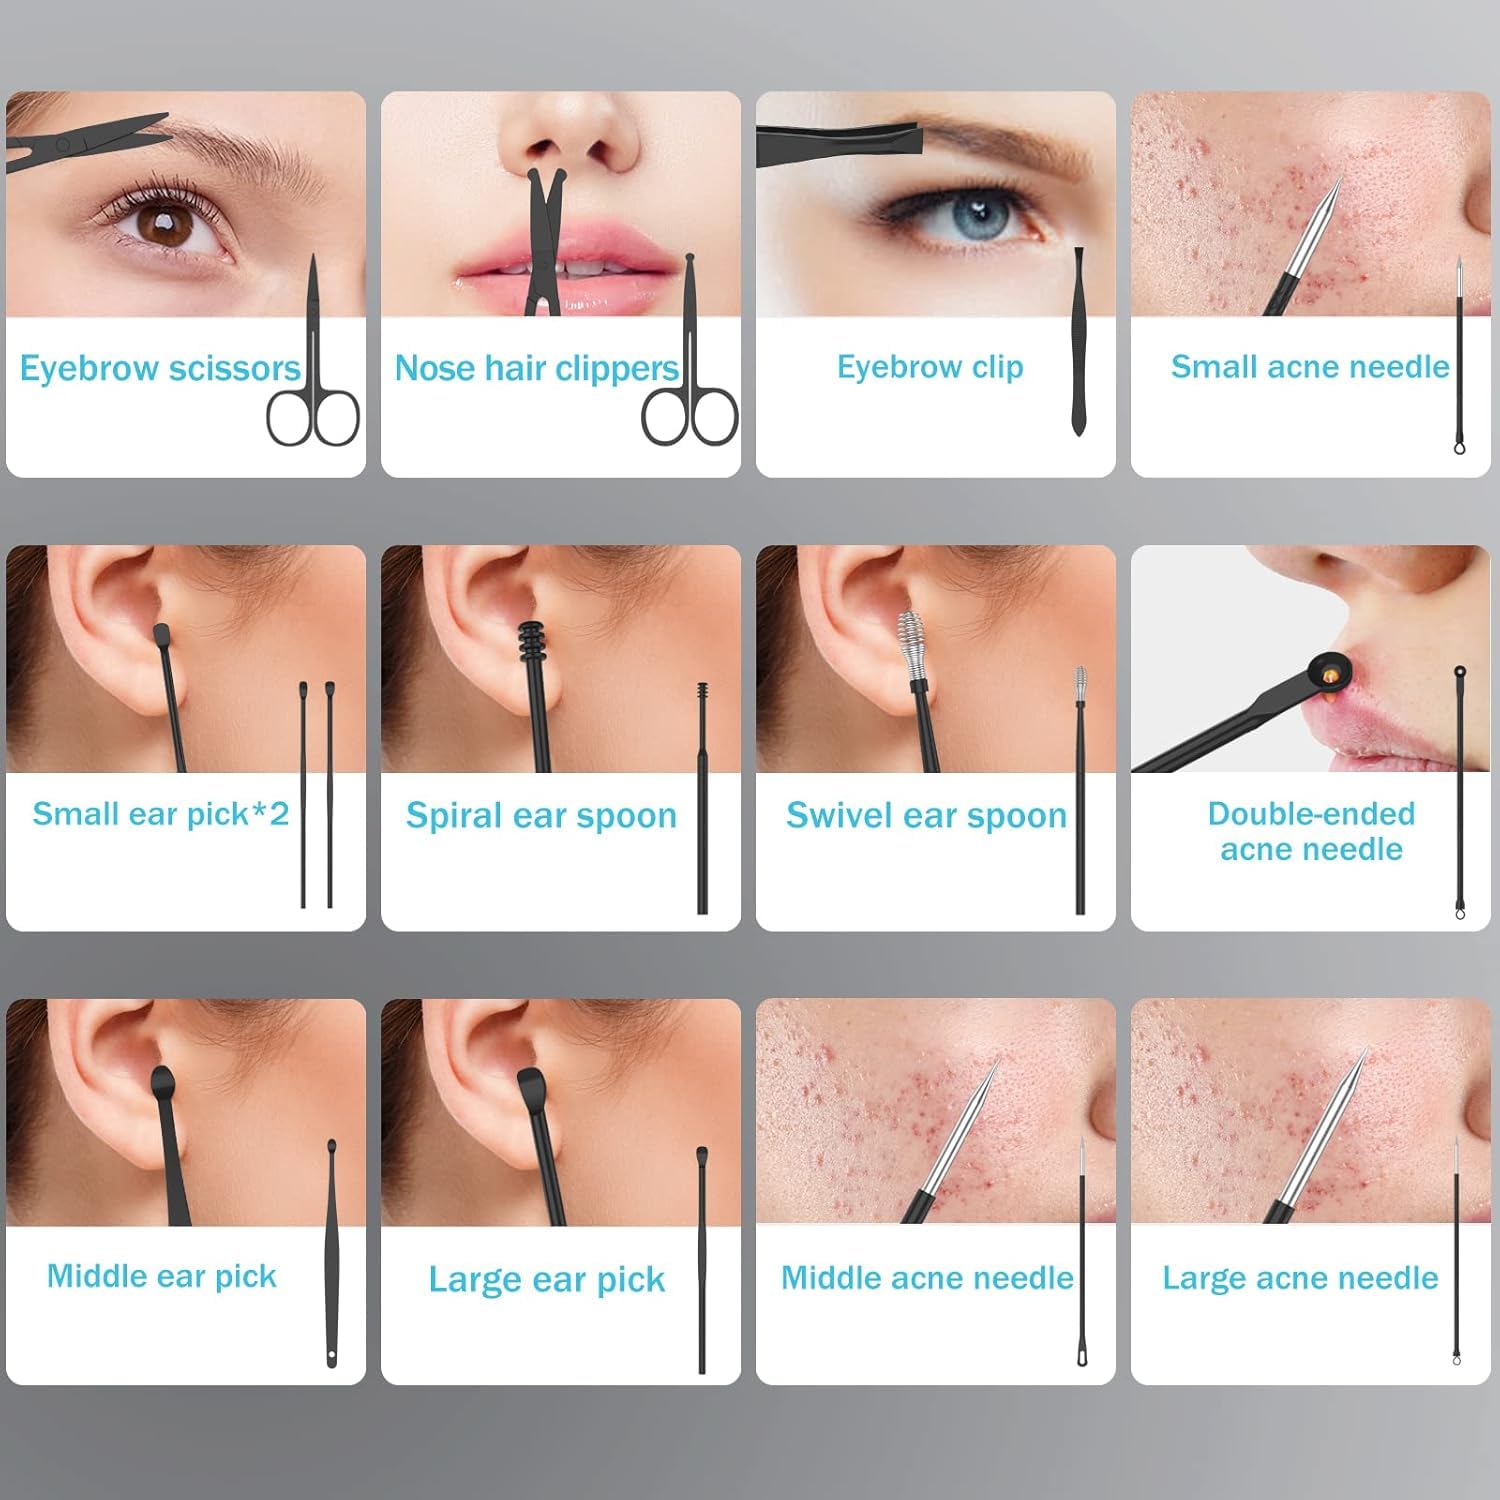 Eyebrow scissors
Nose hair clippers
Eyebrow clip
Small acne needle
Small ear pick*2
Spiral ear spoon
Swivel ear spoon
Double-ended
acne needle
Middle ear pick
Large ear pick
Middle acne needle
Large acne needle